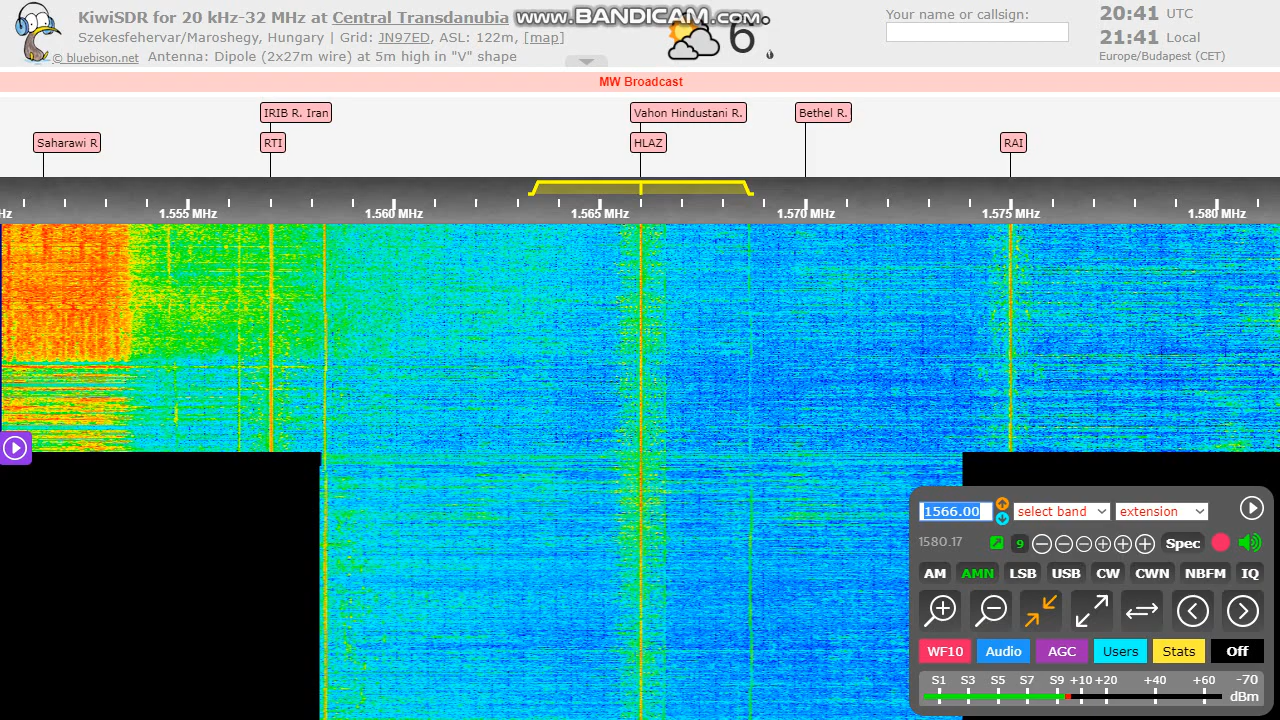 KiwiSDR for 20 kHz-32 MHz at Central Transdanubia
www.BANDICAM.com
Szekesfehervar/Maroshegy, Hungary | Grid: JN97ED, ASL: 122m, [map]
© bluebison.net Antenna: Dipole (2x27m wire) at 5m high in "V" shape
6
Your name or callsign:
20:41 UTC
21:41 Local
Europe/Budapest (CET)
MW Broadcast
IRIB R. Iran Vahon Hindustani R. Bethel R.
Saharawi R RTI HLAZ RAI
Hz 1.555 MHz 1.560 MHz 1.565 MHz 1.570 MHz 1.575 MHz 1.580 MHz
1566.00 select band extension
1580.17 9 Spec
AM AMN LSB USB CW CWN NBFM IQ
WF10 Audio AGC Users Stats Off
S1 S3 S5 S7 S9 +10 +20 +40 +60 -70
dBm